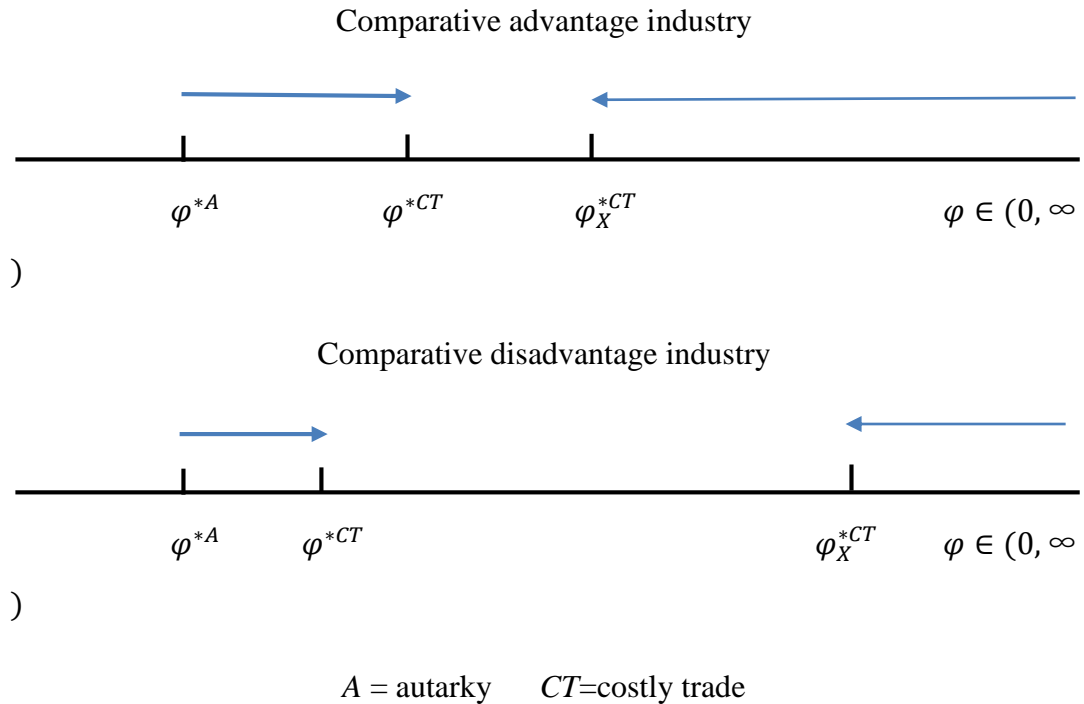 Comparative advantage industry
φ*A φ*CT φX*CT φ ∈ (0, ∞
)
Comparative disadvantage industry
φ*A φ*CT φX*CT φ ∈ (0, ∞
)
A = autarky CT=costly trade